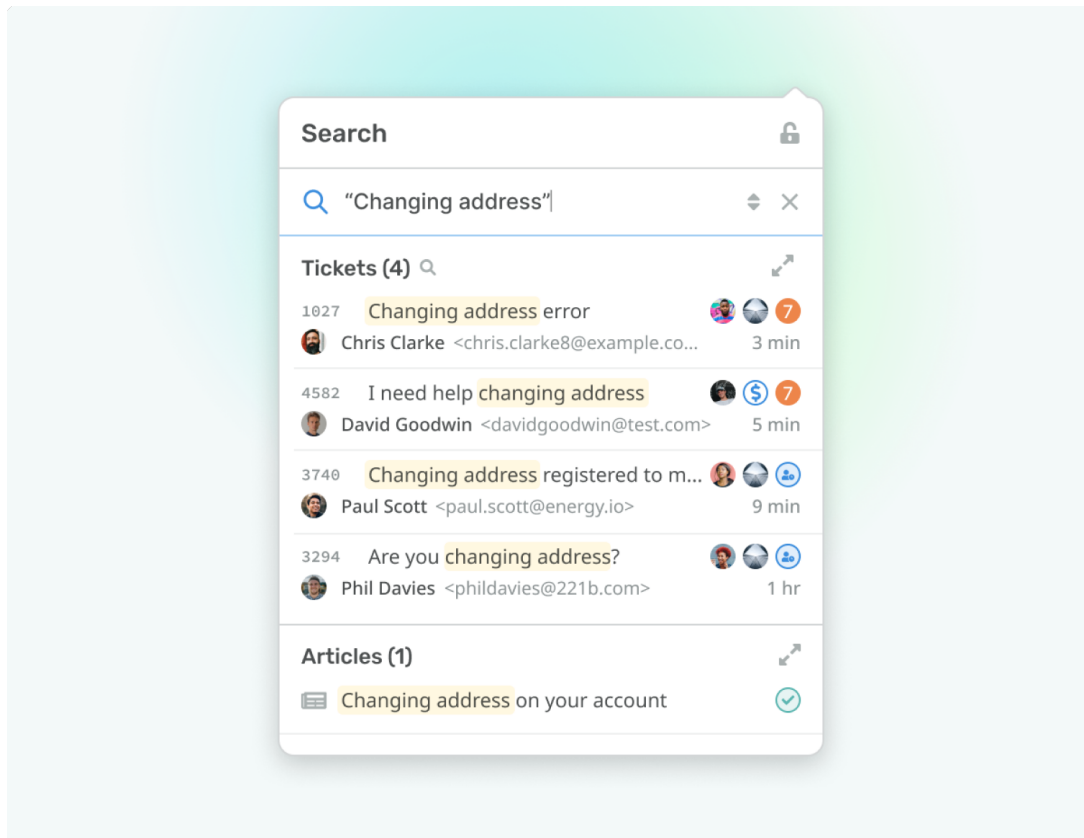 Search
“Changing address”
Tickets (4)
1027 Changing address error 7
Chris Clarke <chris.clarke8@example.co... 3 min
4582 I need help changing address $ 7
David Goodwin <davidgoodwin@test.com> 5 min
3740 Changing address registered to m...
Paul Scott <paul.scott@energy.io> 9 min
3294 Are you changing address?
Phil Davies <phildavies@221b.com> 1 hr
Articles (1)
Changing address on your account